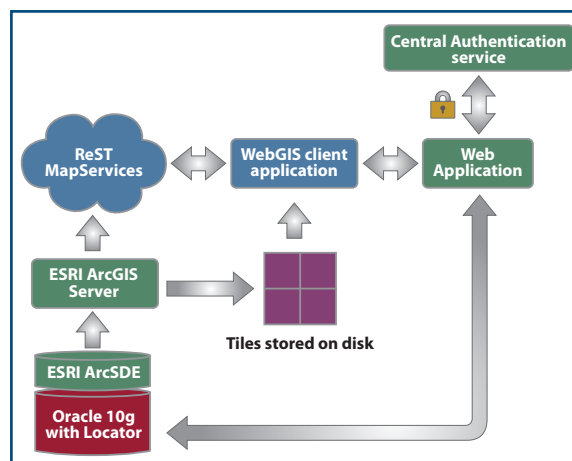 Central Authentication
service
ReST
MapServices
WebGIS client
application
Web
Application
ESRI ArcGIS
Server
Tiles stored on disk
ESRI ArcSDE
Oracle 10g
with Locator